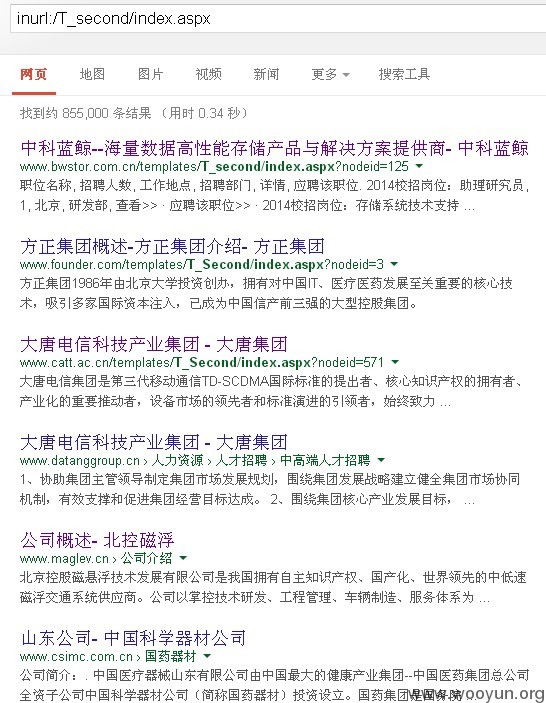 inurl:/T_second/index.aspx
网页 地图 图片 视频 新闻 更多 搜索工具
找到约 855,000 条结果 （用时 0.34 秒）
中科蓝鲸--海量数据高性能存储产品与解决方案提供商- 中科蓝鲸
www.bwstor.com.cn/templates/T_second/index.aspx?nodeid=125
职位名称, 招聘人数, 工作地点, 招聘部门, 详情, 应聘该职位. 2014校招岗位：助理研究员,
1, 北京, 研发部, 查看>> · 应聘该职位>> · 2014校招岗位：存储系统技术支持 ...
方正集团概述-方正集团介绍- 方正集团
www.founder.com/templates/T_Second/index.aspx?nodeid=3
方正集团1986年由北京大学投资创办，拥有对中国IT、医疗医药发展至关重要的核心技
术，吸引多家国际资本注入，已成为中国信产前三强的大型控股集团。
大唐电信科技产业集团 - 大唐集团
www.catt.ac.cn/templates/T_Second/index.aspx?nodeid=571
大唐电信集团是第三代移动通信TD-SCDMA国际标准的提出者、核心知识产权的拥有者、
产业化的重要推动者，设备市场的领先者和标准演进的引领者，始终致力 ...
大唐电信科技产业集团 - 大唐集团
www.datanggroup.cn › 人力资源 › 人才招聘 › 中高端人才招聘
1、协助集团主管领导制定集团市场发展规划，围绕集团发展战略建立健全集团市场协同
机制，有效支撑和促进集团经营目标达成。 2、围绕集团核心产业发展目标， ...
公司概述- 北控磁浮
www.maglev.cn › 公司介绍
北京控股磁悬浮技术发展有限公司是我国拥有自主知识产权、国产化、世界领先的中低速
磁浮交通系统供应商。公司以掌控技术研发、工程管理、车辆制造、服务体系为 ...
山东公司- 中国科学器材公司
www.csimc.com.cn › 国药器材
公司简介：. 中国医疗器械山东有限公司由中国最大的健康产业集团--中国医药集团总公司
全资子公司中国科学器材公司（简称国药器材）投资设立。国药集团是国务院
www.wooyun.org